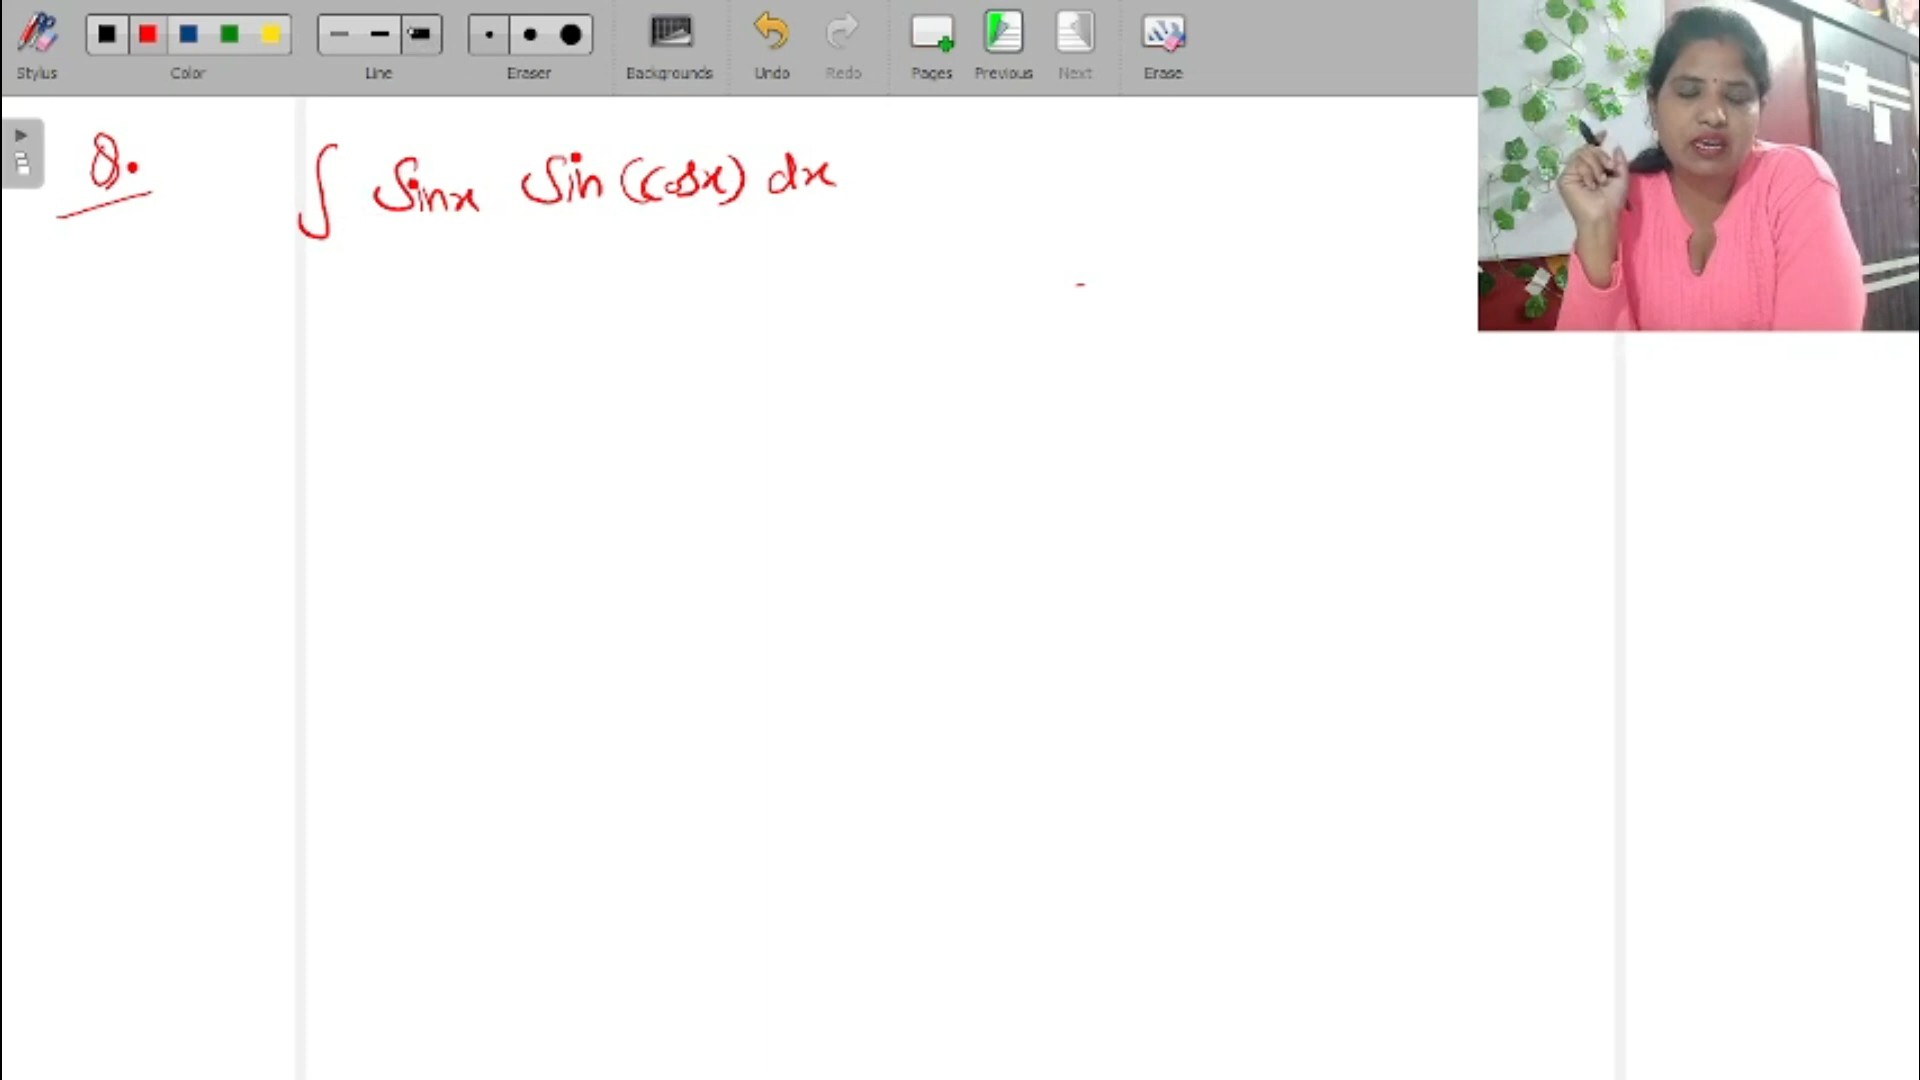 Stylus Color Line Eraser Backgrounds Undo Redo Pages Previous Next Erase
Q. ∫ Sinx Sin (cosx) dx